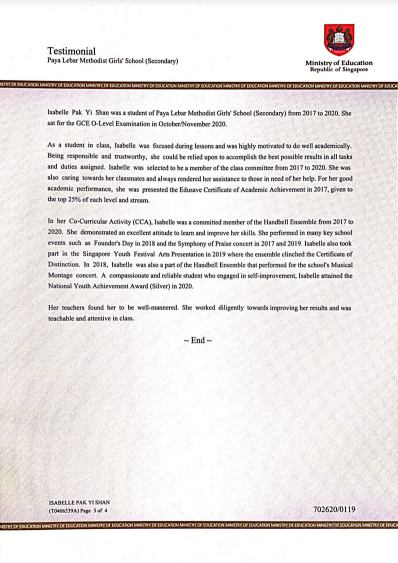 Testimonial
Paya Lebar Methodist Girls' School (Secondary)
Ministry of Education
Republic of Singapore
MINISTRY OF EDUCATION MINISTRY OF EDUCATION MINISTRY OF EDUCATION MINISTRY OF EDUCATION MINISTRY OF EDUCATION MINISTRY OF EDUCATION MINISTRY OF EDUCATION
Isabelle Pak Yi Shan was a student of Paya Lebar Methodist Girls' School (Secondary) from 2017 to 2020. She
sat for the GCE O-Level Examination in October/November 2020.
As a student in class, Isabelle was focused during lessons and was highly motivated to do well academically.
Being responsible and trustworthy, she could be relied upon to accomplish the best possible results in all tasks
and duties assigned. Isabelle was selected to be a member of the class committee from 2017 to 2020. She was
also caring towards her classmates and always rendered her assistance to those in need of her help. For her good
academic performance, she was presented the Edusave Certificate of Academic Achievement in 2017, given to
the top 25% of each level and stream.
In her Co-Curricular Activity (CCA), Isabelle was a committed member of the Handbell Ensemble from 2017 to
2020. She demonstrated an excellent attitude to learn and improve her skills. She performed in many key school
events such as Founder's Day in 2018 and the Symphony of Praise concert in 2017 and 2019. Isabelle also took
part in the Singapore Youth Festival Arts Presentation in 2019 where the ensemble clinched the Certificate of
Distinction. In 2018, Isabelle was also a part of the Handbell Ensemble that performed for the school's Musical
Montage concert. A compassionate and reliable student who engaged in self-improvement, Isabelle attained the
National Youth Achievement Award (Silver) in 2020.
Her teachers found her to be well-mannered. She worked diligently towards improving her results and was
teachable and attentive in class.
~ End ~
ISABELLE PAK YI SHAN
(T0406539A) Page 3 of 4
702620/0119
MINISTRY OF EDUCATION MINISTRY OF EDUCATION MINISTRY OF EDUCATION MINISTRY OF EDUCATION MINISTRY OF EDUCATION MINISTRY OF EDUCATION MINISTRY OF EDUCATION